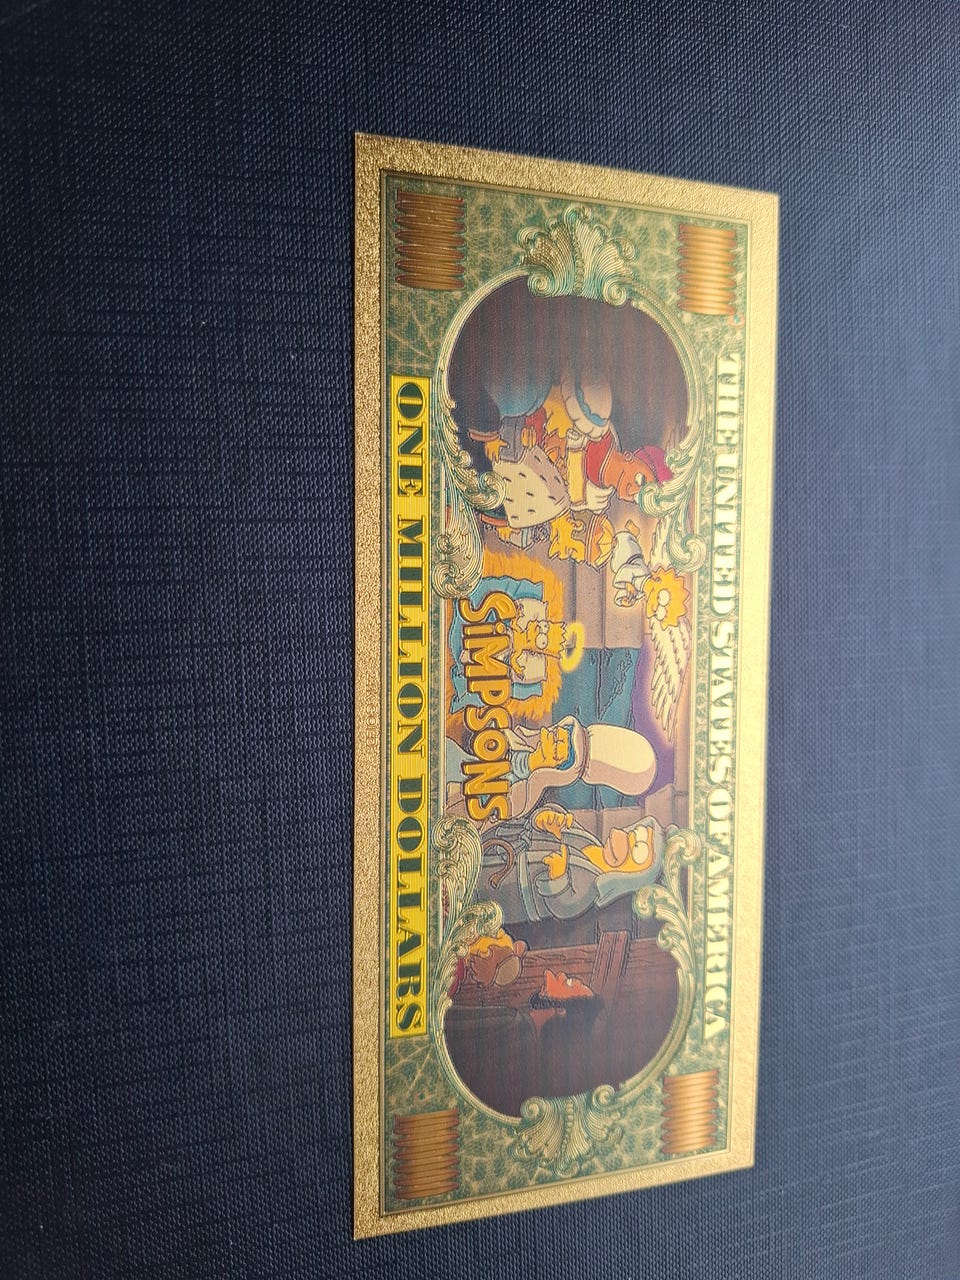 THE UNITED STATES OF AMERICA
SiMPSONS
ONE MILLION DOLLARS